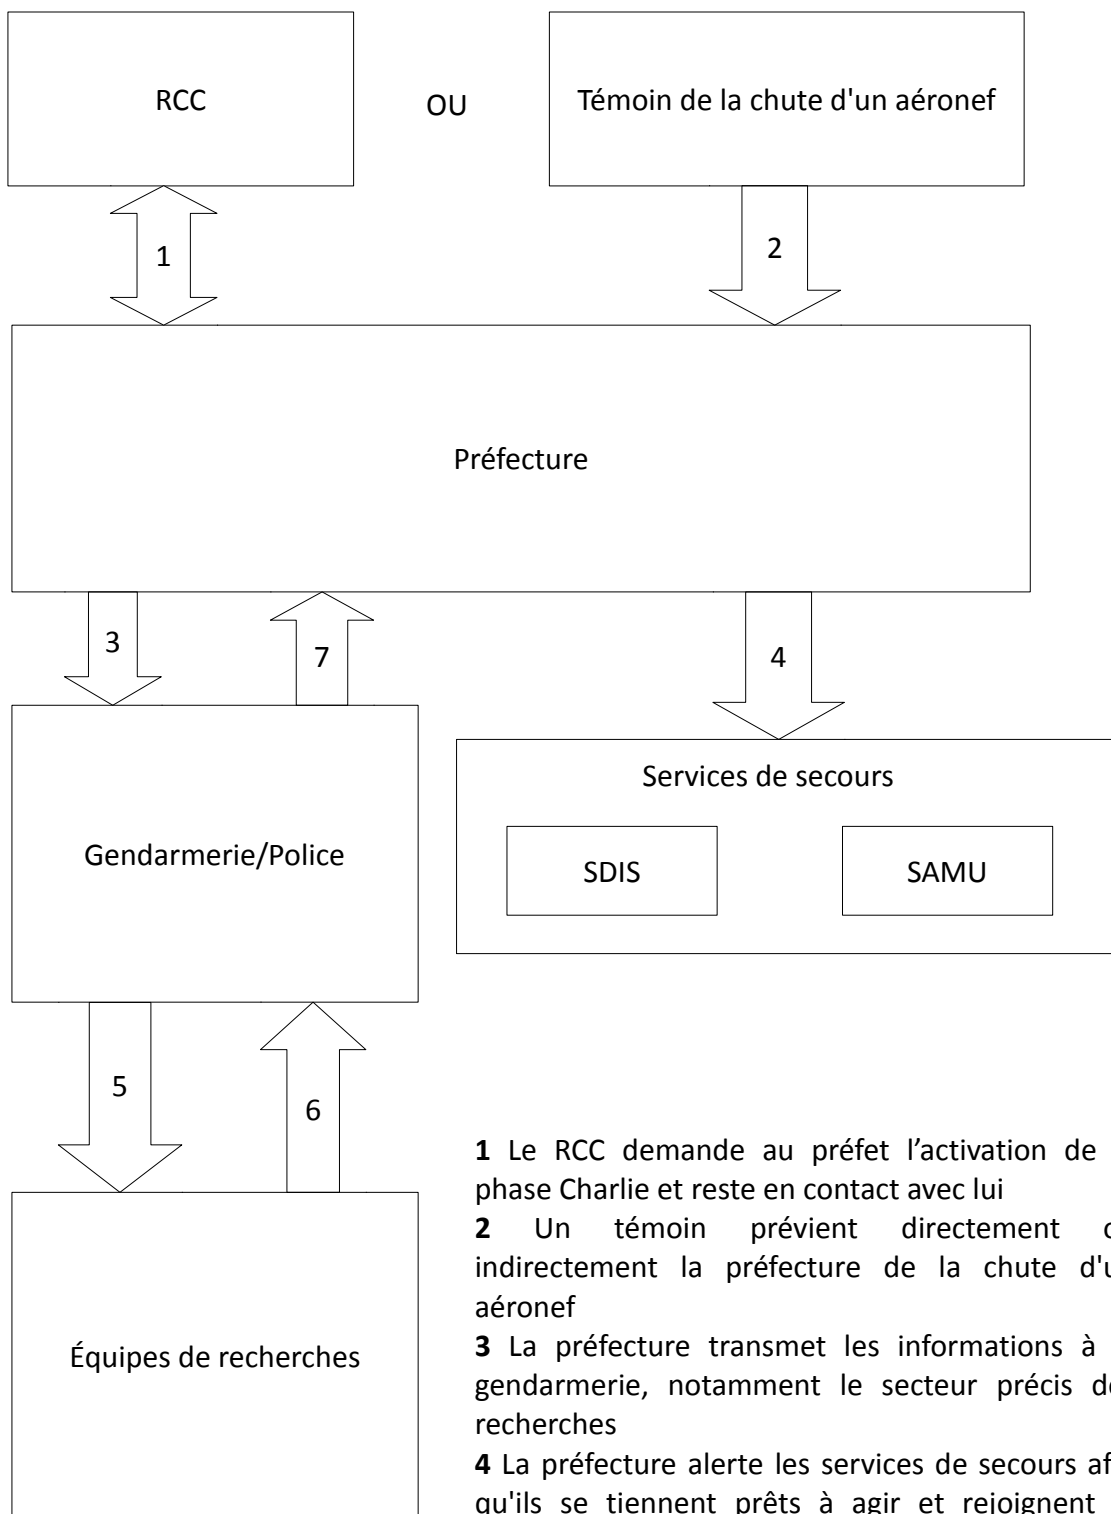 RCC
OU
Témoin de la chute d'un aéronef
1
2
Préfecture
3
7
4
Services de secours
Gendarmerie/Police
SDIS
SAMU
5
6
Équipes de recherches
1 Le RCC demande au préfet l’activation de
phase Charlie et reste en contact avec lui
2 Un témoin prévient directement
indirectement la préfecture de la chute
aéronef
3 La préfecture transmet les informations à
gendarmerie, notamment le secteur précis
recherches
4 La préfecture alerte les services de secours
qu'ils se tiennent prêts à agir et rejoignent